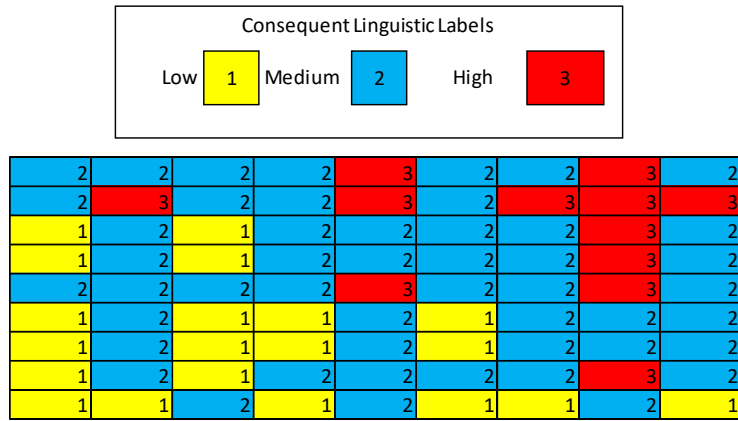 Consequent Linguistic Labels
Low 1 Medium 2 High 3
2 2 2 2 3 2 2 3 2
2 3 2 2 3 2 3 3 3
1 2 1 2 2 2 2 3 2
1 2 1 2 2 2 2 3 2
2 2 2 2 3 2 2 3 2
1 2 1 1 2 1 2 2 2
1 2 1 1 2 1 2 2 2
1 2 1 2 2 2 2 3 2
1 1 2 1 2 1 1 2 1